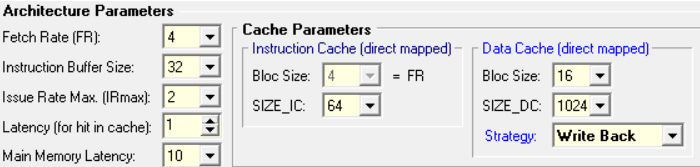 Architecture Parameters
Fetch Rate (FR): 4
Instruction Buffer Size: 32
Issue Rate Max. (IRmax): 2
Latency (for hit in cache): 1
Main Memory Latency: 10
Cache Parameters
Instruction Cache (direct mapped)
Bloc Size: 4 = FR
SIZE_IC: 64
Data Cache (direct mapped)
Bloc Size: 16
SIZE_DC: 1024
Strategy: Write Back